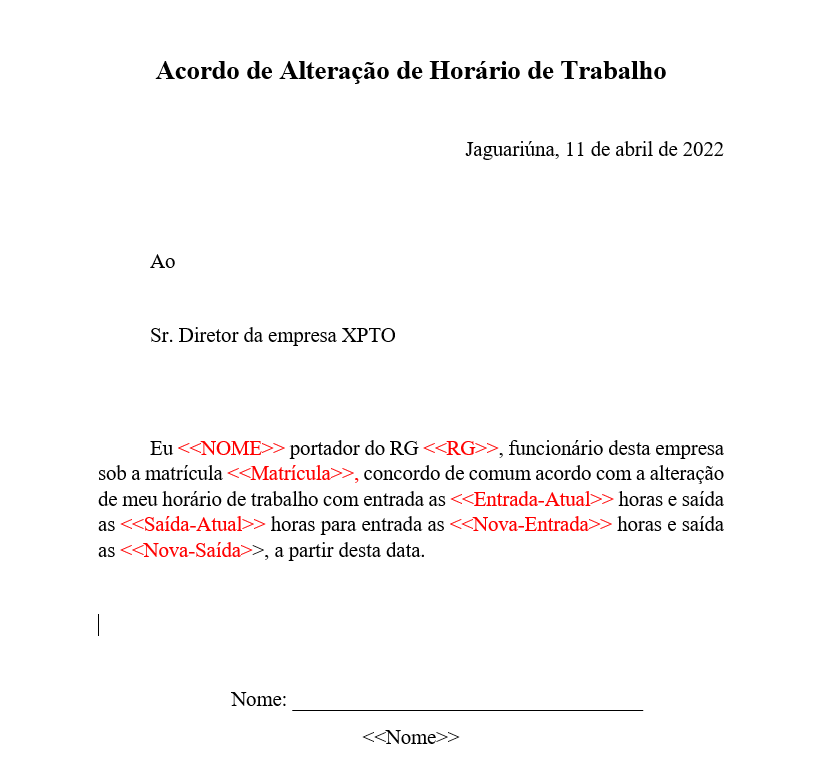 Acordo de Alteração de Horário de Trabalho
Jaguariúna, 11 de abril de 2022
Ao
Sr. Diretor da empresa XPTO
Eu <<NOME>> portador do RG <<RG>>, funcionário desta empresa
sob a matrícula <<Matrícula>>, concordo de comum acordo com a alteração
de meu horário de trabalho com entrada as <<Entrada-Atual>> horas e saída
as <<Saída-Atual>> horas para entrada as <<Nova-Entrada>> horas e saída
as <<Nova-Saída>>, a partir desta data.
Nome: ___________________________________
<<Nome>>